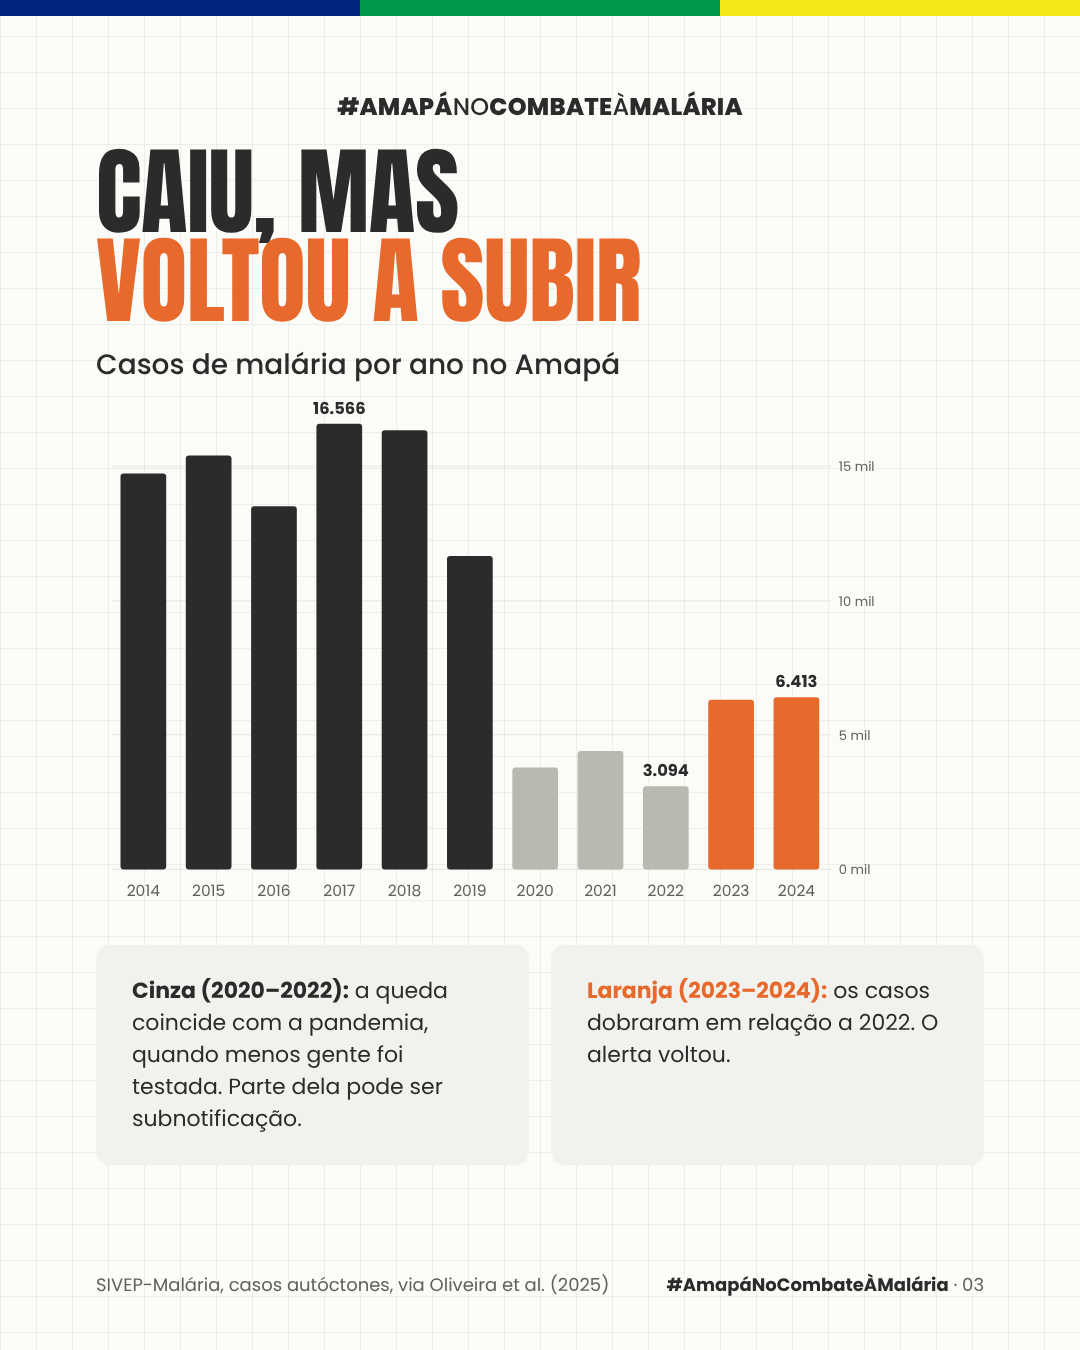 #AMAPÁNOCOMBATEÀMALÁRIA
CAIU, MAS
VOLTOU A SUBIR
Casos de malária por ano no Amapá
16.566
15 mil
10 mil
6.413
5 mil
3.094
0 mil
2014 2015 2016 2017 2018 2019 2020 2021 2022 2023 2024
Cinza (2020–2022): a queda
coincide com a pandemia,
quando menos gente foi
testada. Parte dela pode ser
subnotificação.
Laranja (2023–2024): os casos
dobraram em relação a 2022. O
alerta voltou.
SIVEP-Malária, casos autóctones, via Oliveira et al. (2025)
#AmapáNoCombateÀMalária · 03